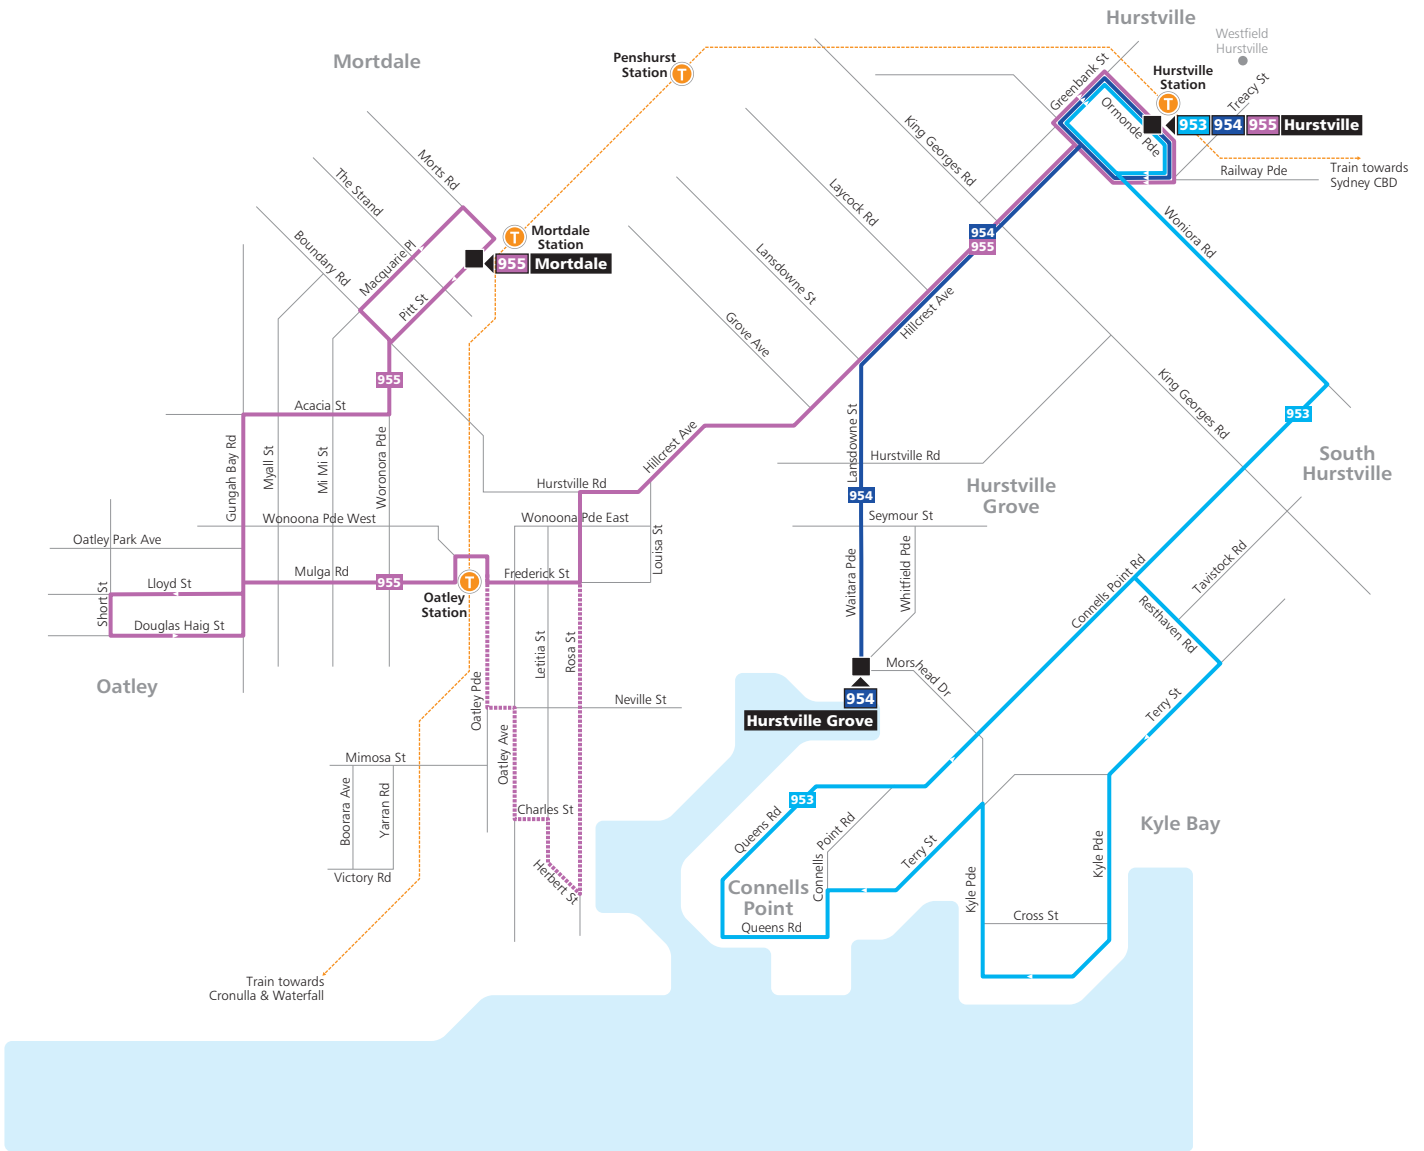 Hurstville
Westfield
Hurstville
Mortdale
Penshurst
Station
T
Greenbank St
Hurstville
Station
T
Treacy St
Ormonde Pde
953 954 955 Hurstville
King Georges Rd
Train towards
Sydney CBD
Railway Pde
Morts Rd
The Strand
Laycock Rd
Woniora Rd
Boundary Rd
Macquarie Pl
T
Mortdale
Station
955 Mortdale
954
955
Lansdowne St
Pitt St
Hillcrest Ave
Grove Ave
955
King Georges Rd
Acacia St
953
Lansdowne St
Hillcrest Ave
Gungah Bay Rd
Myall St
Mi Mi St
Woronora Pde
Hurstville Rd
South
Hurstville
Hurstville Rd
Hurstville
Grove
954
Wonoona Pde West
Wonoona Pde East
Seymour St
Louisa St
Oatley Park Ave
Waitara Pde
Whitfield Pde
Tavistock Rd
Connells Point Rd
Lloyd St
Mulga Rd
955
T
Frederick St
Short St
Oatley
Station
Resthaven Rd
Douglas Haig St
Letitia St
Rosa St
Morshead Dr
Oatley
Oatley Pde
Neville St
954
Hurstville Grove
Terry St
Oatley Ave
Mimosa St
953
Boorara Ave
Yarran Rd
Charles St
Queens Rd
Connells Point Rd
Terry St
Kyle Bay
Kyle Pde
Victory Rd
Herbert St
Connells
Point
Kyle Pde
Cross St
Queens Rd
Train towards
Cronulla & Waterfall